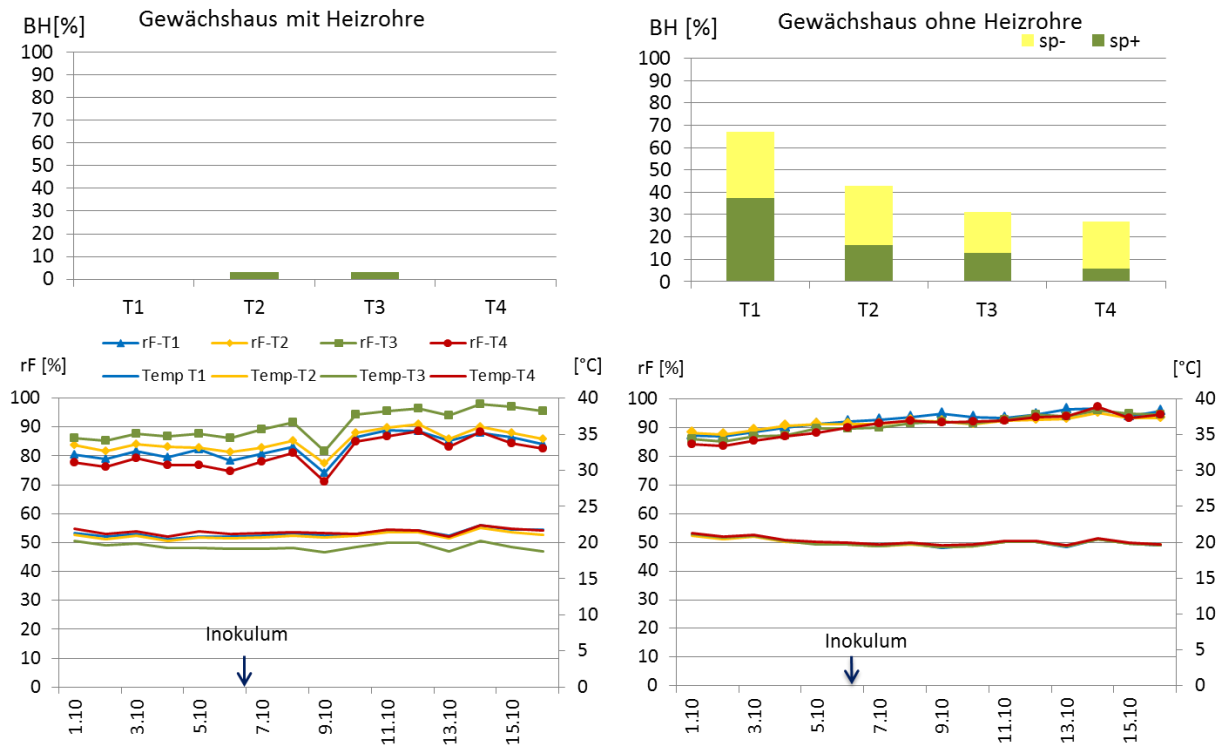 Gewächshaus mit Heizrohre
BH[%]
100
90
80
70
60
50
40
30
20
10
0
T1 T2 T3 T4
Gewächshaus ohne Heizrohre
BH [%]
sp- sp+
100
90
80
70
60
50
40
30
20
10
0
T1 T2 T3 T4
rF-T1 rF-T2 rF-T3 rF-T4
Temp T1 Temp-T2 Temp-T3 Temp-T4
rF [%] [°C]
100 40
90 35
80 30
70 25
60 20
50 15
40 10
30 5
20 0
10
0
Inokulum
1.10 3.10 5.10 7.10 9.10 11.10 13.10 15.10
rF [%] [°C]
100 40
90 35
80 30
70 25
60 20
50 15
40 10
30 5
20 0
10
0
Inokulum
1.10 3.10 5.10 7.10 9.10 11.10 13.10 15.10